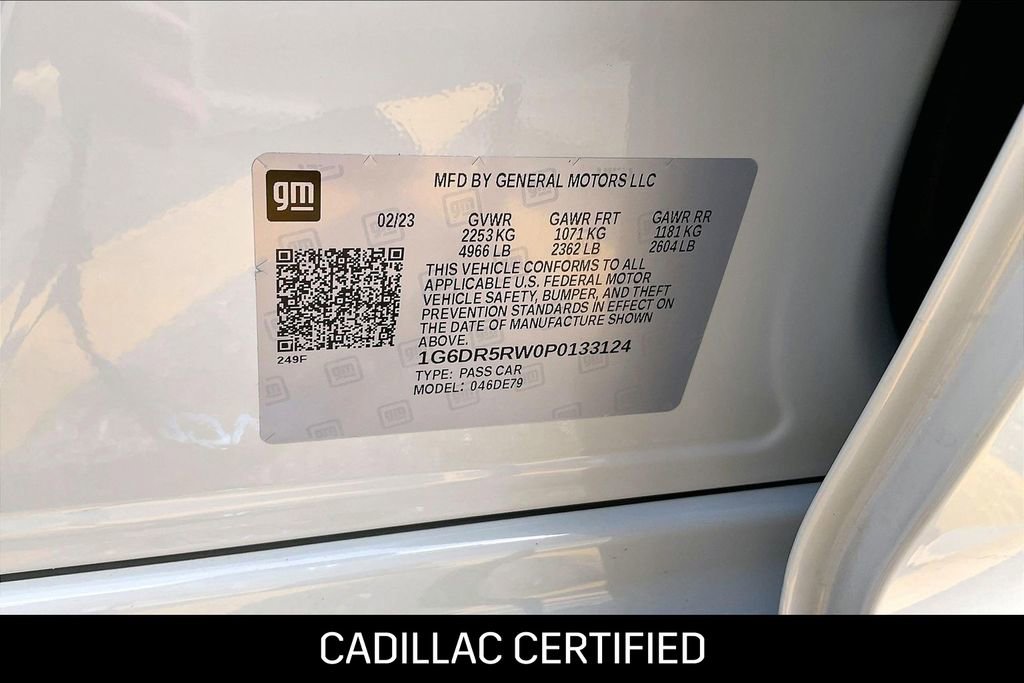 gm
MFD BY GENERAL MOTORS LLC
02/23 GVWR GAWR FRT GAWR RR
2253 KG 1071 KG 1181 KG
4966 LB 2362 LB 2604 LB
THIS VEHICLE CONFORMS TO ALL
APPLICABLE U.S. FEDERAL MOTOR
VEHICLE SAFETY, BUMPER, AND THEFT
PREVENTION STANDARDS IN EFFECT ON
THE DATE OF MANUFACTURE SHOWN
ABOVE.
249F
1G6DR5RW0P0133124
TYPE: PASS CAR
MODEL: 046DE79
CADILLAC CERTIFIED